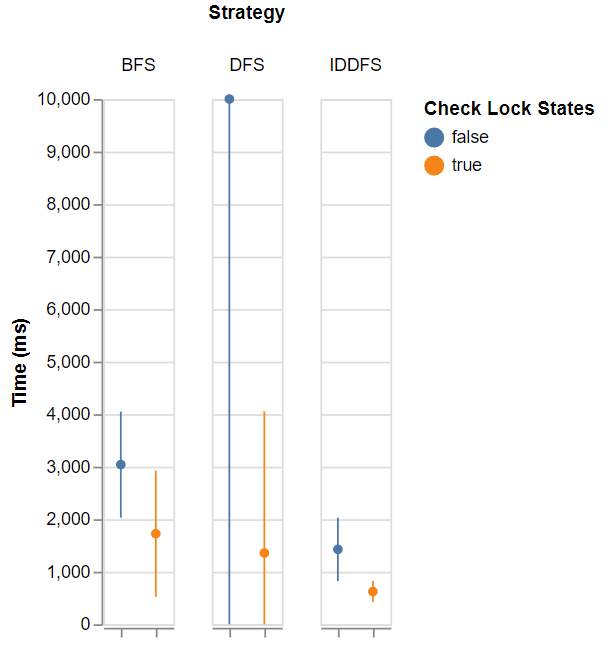 Strategy
BFS DFS IDDFS
Check Lock States
false
true
Time (ms)
10,000
9,000
8,000
7,000
6,000
5,000
4,000
3,000
2,000
1,000
0